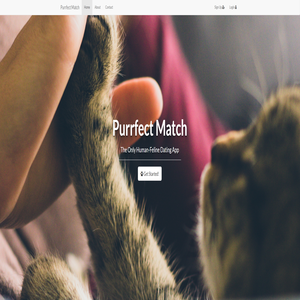 Purrfect Match Home About Contact Sign Up Login
Purrfect Match
The Only Human-Feline Dating App
Get Started!